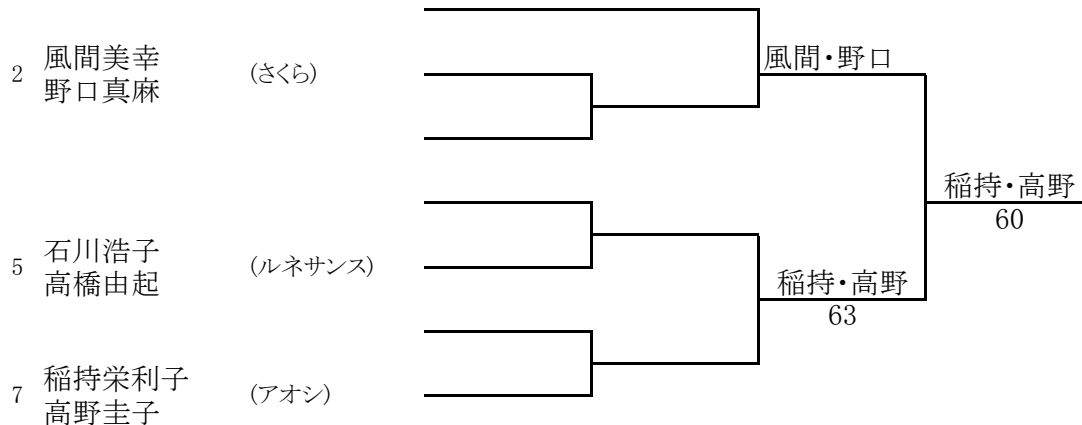 2 風間美幸 (さくら)
野口真麻
風間・野口
5 石川浩子 (ルネサンス)
高橋由起
7 稲持栄利子 (アオシ)
高野圭子
稲持・高野
63
稲持・高野
60